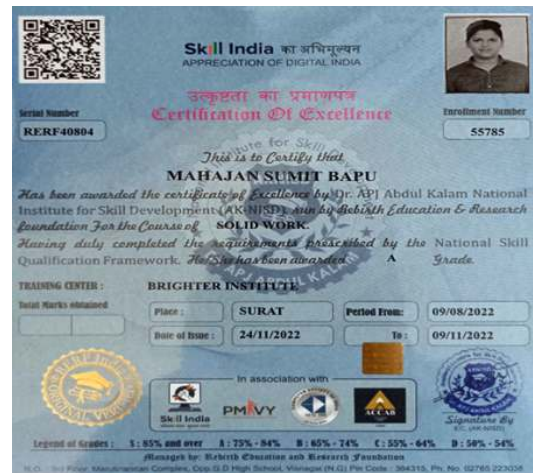 Skill India का अभिमूल्यन
APPRECIATION OF DIGITAL INDIA
उत्कृष्टता का प्रमाणपत्र
Serial Number
Certification Of Excellence
Enrollment Number
RERF40804
55785
This is to Certify that
MAHAJAN SUMIT BAPU
Has been awarded the certificate of Excellence by Dr. APJ Abdul Kalam National
Institute for Skill Development (AK-NISD), run by Rebirth Education & Research
foundation For the Course of SOLID WORK.
Having duly completed the requirements prescribed by the National Skill
Qualification Framework. He/She has been awarded A Grade.
TRAINING CENTER : BRIGHTER INSTITUTE
Total Marks obtained
Place : SURAT Period From: 09/08/2022
Date of Issue : 24/11/2022 To : 09/11/2022
In association with
Skill India
PMKVY
ACCAB
Signature By
Legend of Grades : S : 85% and over A : 75% - 84% B : 65% - 74% C : 55% - 64% D : 50% - 54%
Managed by: Rebirth Education and Research Foundation